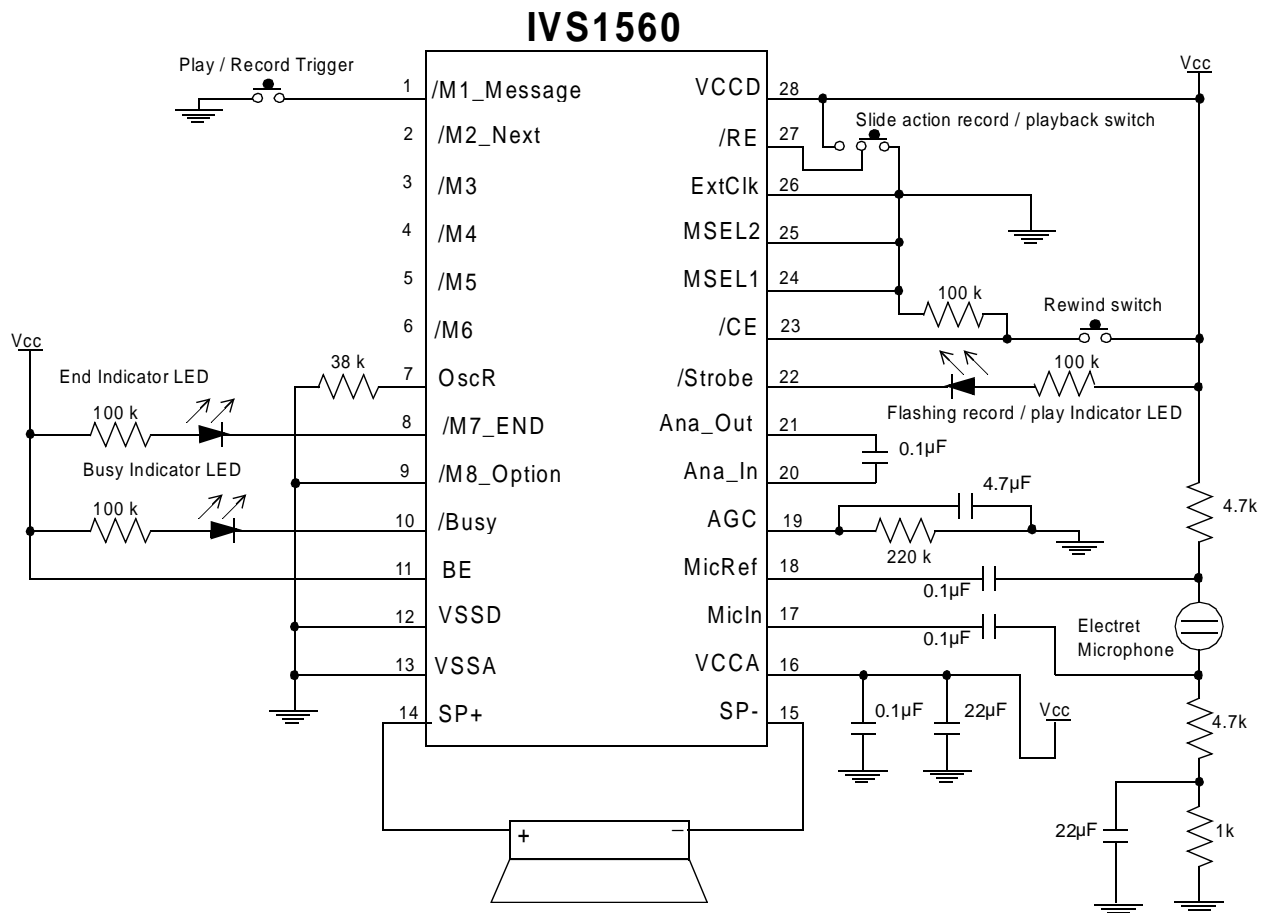 IVS1560
Play / Record Trigger
1
/M1_Message
2
/M2_Next
3
/M3
4
/M4
5
/M5
6
/M6
7
OscR
38 k
Vcc
End Indicator LED
100 k
8
/M7_END
Busy Indicator LED
9
/M8_Option
100 k
10
/Busy
11
BE
12
VSSD
13
VSSA
14
SP+
VCCD
28
Vcc
Slide action record / playback switch
/RE
27
ExtClk
26
MSEL2
25
MSEL1
24
100 k
Rewind switch
/CE
23
/Strobe
22
100 k
Flashing record / play Indicator LED
Ana_Out
21
0.1µF
Ana_In
20
4.7µF
AGC
19
220 k
4.7k
MicRef
18
0.1µF
MicIn
17
0.1µF
Electret
Microphone
VCCA
16
0.1µF
22µF
Vcc
SP-
15
4.7k
22µF
1k
+
−